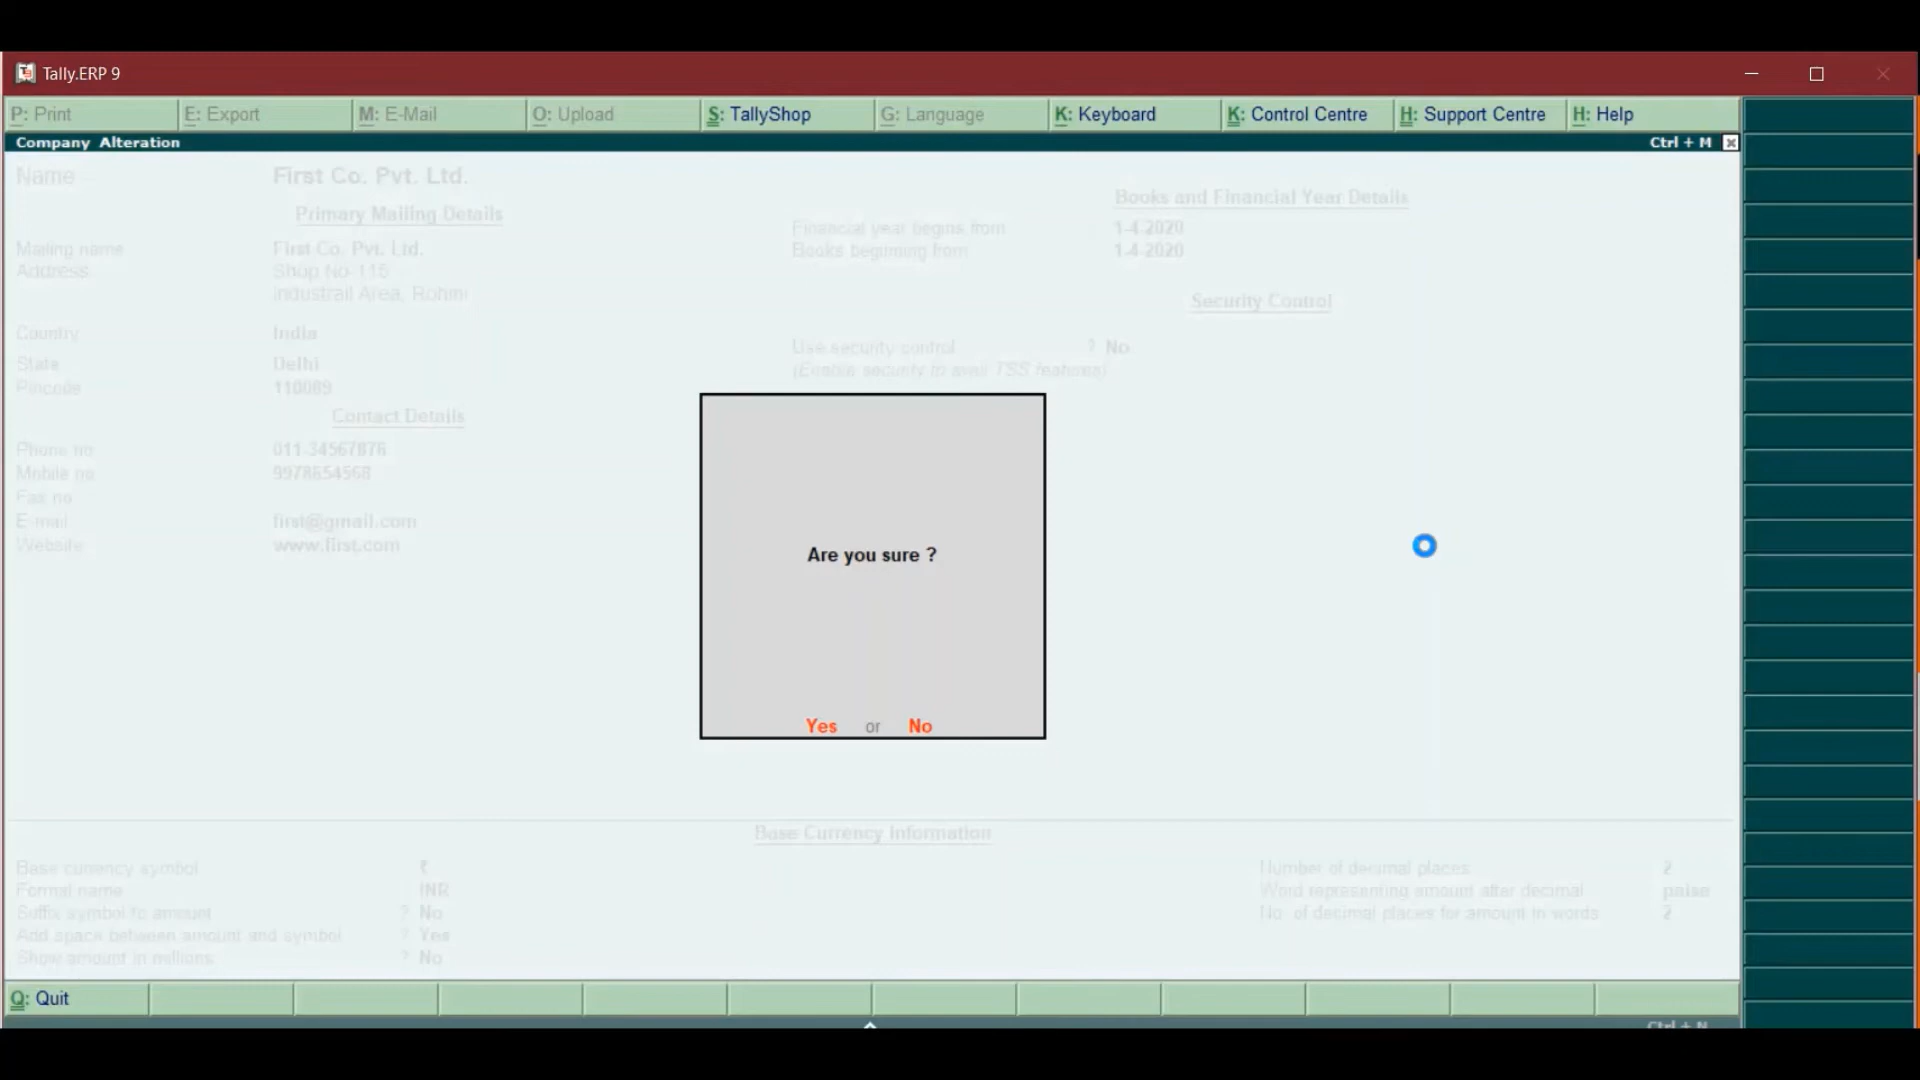 Tally.ERP 9
P: Print E: Export M: E-Mail O: Upload S: TallyShop G: Language K: Keyboard K: Control Centre H: Support Centre H: Help
Company Alteration Ctrl + M
Name First Co. Pvt. Ltd.
Primary Mailing Details
Mailing name First Co. Pvt. Ltd.
Address Shop No-115
Industrail Area, Rohini
Country India
State Delhi
Pincode 110089
Contact Details
Phone no 011-34567876
Mobile no 9978654568
Fax no
E-mail first@gmail.com
Website www.first.com
Books and Financial Year Details
Financial year begins from 1-4-2020
Books beginning from 1-4-2020
Security Control
Use security control ? No
(Enable security to avail TSS features)
Are you sure ?
Yes or No
Base Currency Information
Base currency symbol ₹
Formal name INR
Suffix symbol to amount ? No
Add space between amount and symbol ? Yes
Show amount in millions ? No
Number of decimal places 2
Word representing amount after decimal paise
No. of decimal places for amount in words 2
Q: Quit
Ctrl + N